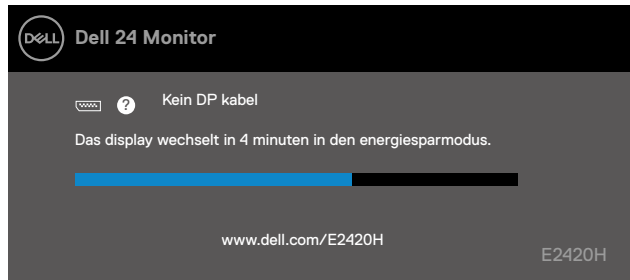 DELL Dell 24 Monitor
? Kein DP kabel
Das display wechselt in 4 minuten in den energiesparmodus.
www.dell.com/E2420H
E2420H